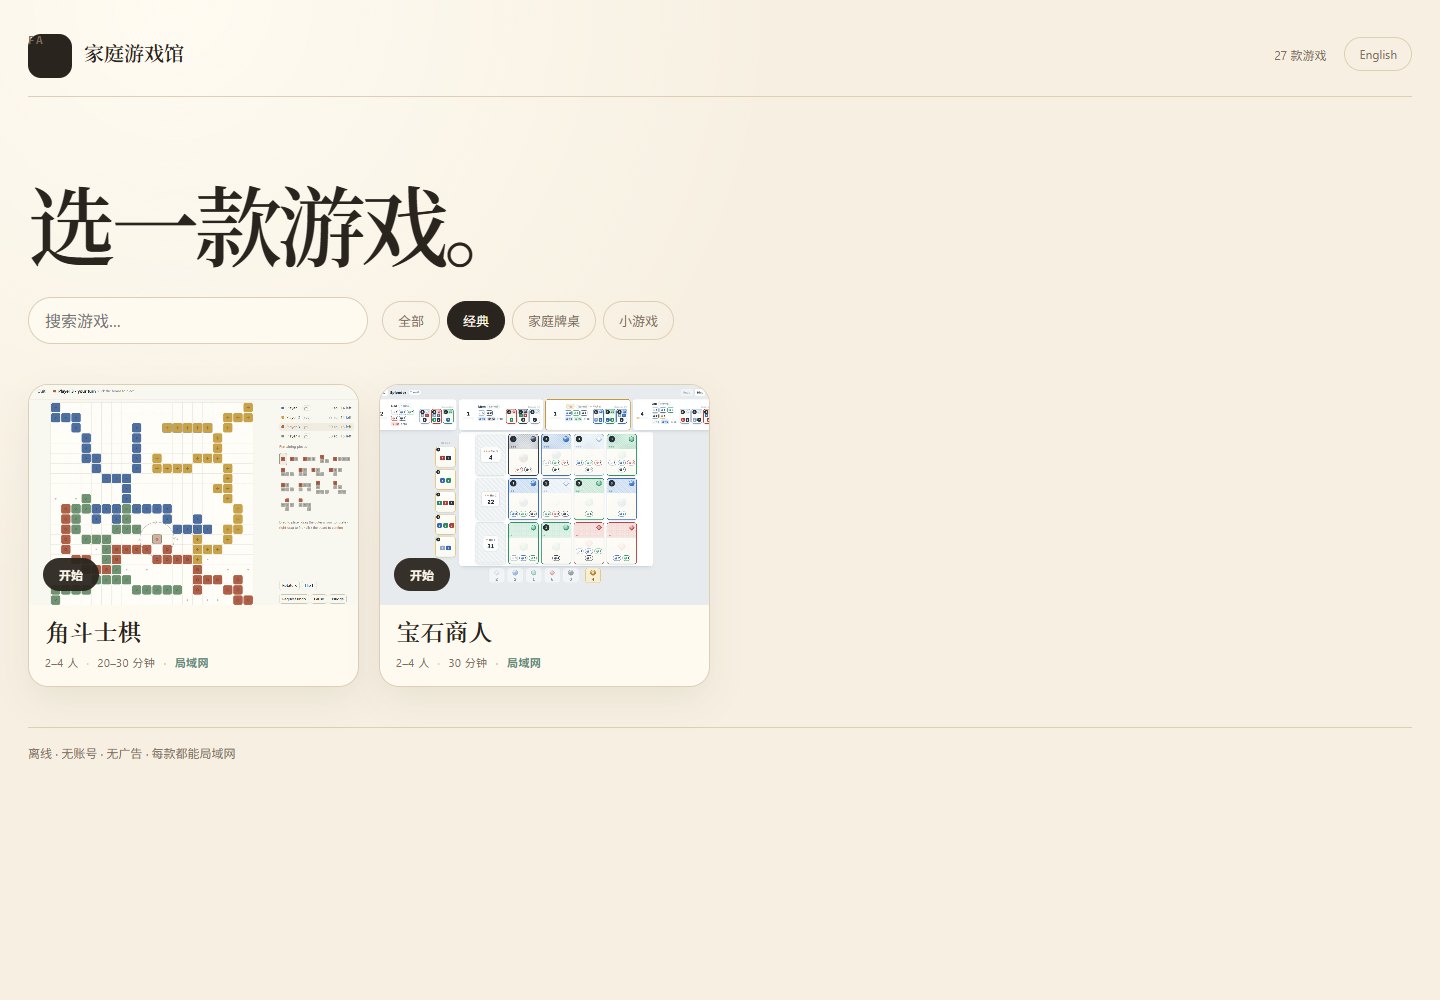 FA
家庭游戏馆
27 款游戏
English
选一款游戏。
搜索游戏...
全部
经典
家庭牌桌
小游戏
开始
角斗士棋
2–4 人 · 20–30 分钟 · 局域网
Splendor
4
22
31
开始
宝石商人
2–4 人 · 30 分钟 · 局域网
离线 · 无账号 · 无广告 · 每款都能局域网